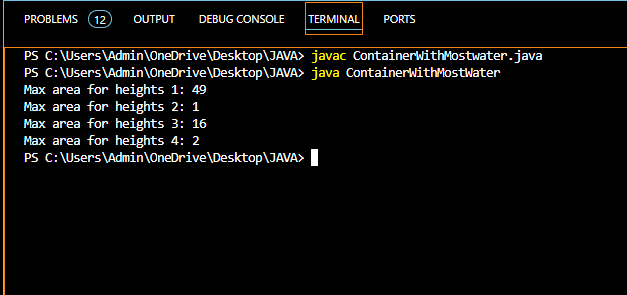 PROBLEMS 12 OUTPUT DEBUG CONSOLE TERMINAL PORTS
PS C:\Users\Admin\OneDrive\Desktop\JAVA> javac ContainerWithMostwater.java
PS C:\Users\Admin\OneDrive\Desktop\JAVA> java ContainerWithMostWater
Max area for heights 1: 49
Max area for heights 2: 1
Max area for heights 3: 16
Max area for heights 4: 2
PS C:\Users\Admin\OneDrive\Desktop\JAVA>